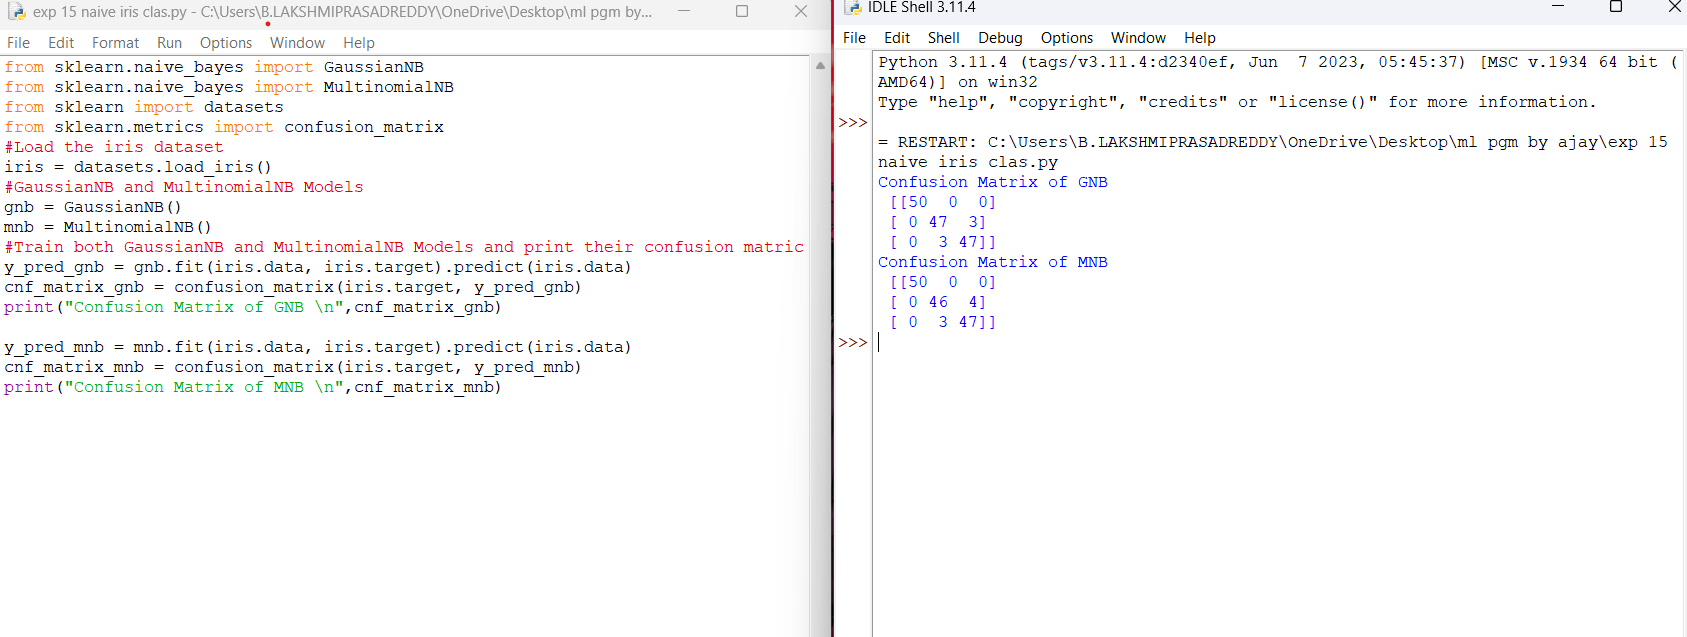 exp 15 naive iris clas.py - C:\Users\B.LAKSHMIPRASADREDDY\OneDrive\Desktop\ml pgm by...
File Edit Format Run Options Window Help
from sklearn.naive_bayes import GaussianNB
from sklearn.naive_bayes import MultinomialNB
from sklearn import datasets
from sklearn.metrics import confusion_matrix
#Load the iris dataset
iris = datasets.load_iris()
#GaussianNB and MultinomialNB Models
gnb = GaussianNB()
mnb = MultinomialNB()
#Train both GaussianNB and MultinomialNB Models and print their confusion matric
y_pred_gnb = gnb.fit(iris.data, iris.target).predict(iris.data)
cnf_matrix_gnb = confusion_matrix(iris.target, y_pred_gnb)
print("Confusion Matrix of GNB \n",cnf_matrix_gnb)
y_pred_mnb = mnb.fit(iris.data, iris.target).predict(iris.data)
cnf_matrix_mnb = confusion_matrix(iris.target, y_pred_mnb)
print("Confusion Matrix of MNB \n",cnf_matrix_mnb)
IDLE Shell 3.11.4
File Edit Shell Debug Options Window Help
Python 3.11.4 (tags/v3.11.4:d2340ef, Jun  7 2023, 05:45:37) [MSC v.1934 64 bit (
AMD64)] on win32
Type "help", "copyright", "credits" or "license()" for more information.
>>>
= RESTART: C:\Users\B.LAKSHMIPRASADREDDY\OneDrive\Desktop\ml pgm by ajay\exp 15
naive iris clas.py
Confusion Matrix of GNB
[[50  0  0]
[ 0 47  3]
[ 0  3 47]]
Confusion Matrix of MNB
[[50  0  0]
[ 0 46  4]
[ 0  3 47]]
>>>